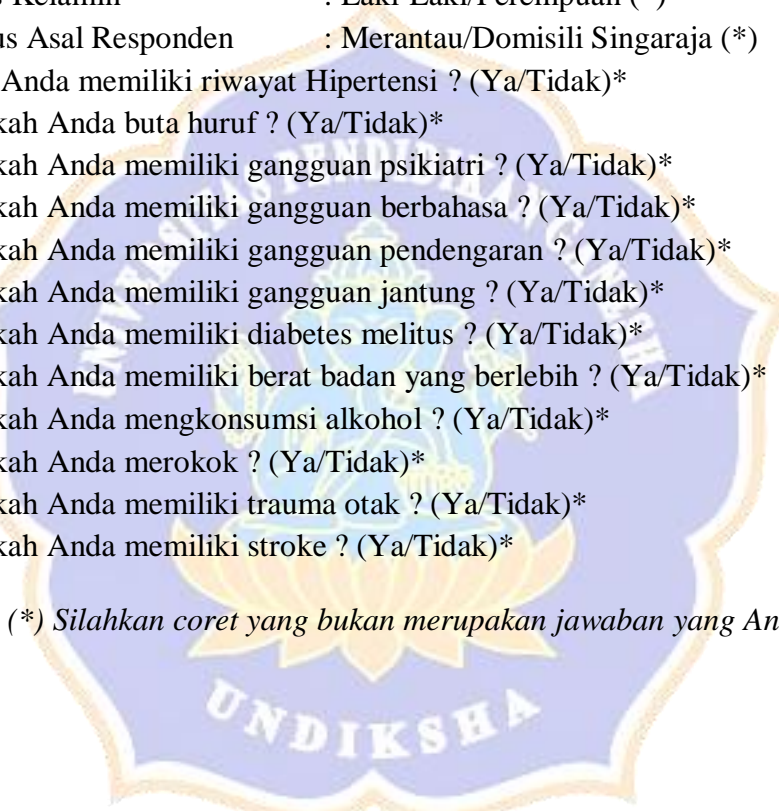 : Laki-Laki/Perempuan (*)
us Asal Responden : Merantau/Domisili Singaraja (*)
Anda memiliki riwayat Hipertensi ? (Ya/Tidak)*
kah Anda buta huruf ? (Ya/Tidak)*
kah Anda memiliki gangguan psikiatri ? (Ya/Tidak)*
kah Anda memiliki gangguan berbahasa ? (Ya/Tidak)*
kah Anda memiliki gangguan pendengaran ? (Ya/Tidak)*
kah Anda memiliki gangguan jantung ? (Ya/Tidak)*
kah Anda memiliki diabetes melitus ? (Ya/Tidak)*
kah Anda memiliki berat badan yang berlebih ? (Ya/Tidak)*
kah Anda mengkonsumsi alkohol ? (Ya/Tidak)*
kah Anda merokok ? (Ya/Tidak)*
kah Anda memiliki trauma otak ? (Ya/Tidak)*
kah Anda memiliki stroke ? (Ya/Tidak)*
(*) Silahkan coret yang bukan merupakan jawaban yang An
UNIVERSITAS PENDIDIKAN GANESHA
UNDIKSHA